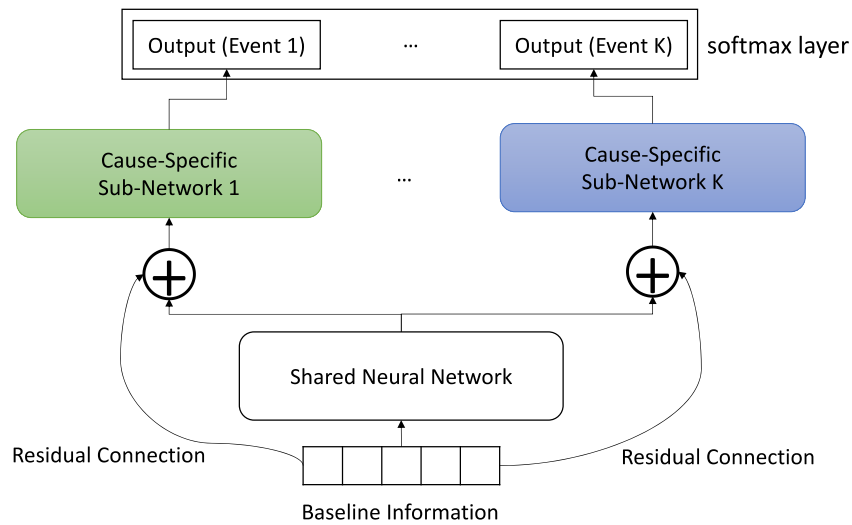 Output (Event 1)
...
Output (Event K)
softmax layer
Cause-Specific
Sub-Network 1
...
Cause-Specific
Sub-Network K
Shared Neural Network
Residual Connection
Residual Connection
Baseline Information